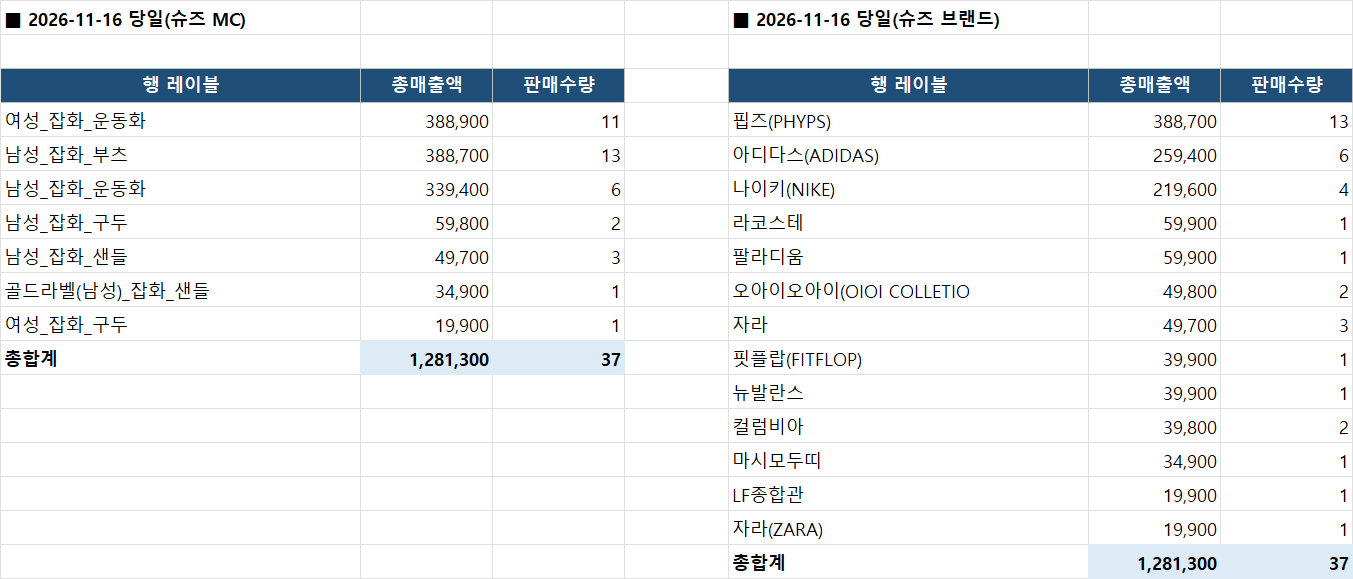 ■ 2026-11-16 당일(슈즈 MC)
행 레이블 총매출액 판매수량
여성_잡화_운동화 388,900 11
남성_잡화_부츠 388,700 13
남성_잡화_운동화 339,400 6
남성_잡화_구두 59,800 2
남성_잡화_샌들 49,700 3
골드라벨(남성)_잡화_샌들 34,900 1
여성_잡화_구두 19,900 1
총합계 1,281,300 37
■ 2026-11-16 당일(슈즈 브랜드)
행 레이블 총매출액 판매수량
핍즈(PHYPS) 388,700 13
아디다스(ADIDAS) 259,400 6
나이키(NIKE) 219,600 4
라코스테 59,900 1
팔라디움 59,900 1
오아이오아이(OIOI COLLETIO 49,800 2
자라 49,700 3
핏플랍(FITFLOP) 39,900 1
뉴발란스 39,900 1
컬럼비아 39,800 2
마시모두띠 34,900 1
LF종합관 19,900 1
자라(ZARA) 19,900 1
총합계 1,281,300 37